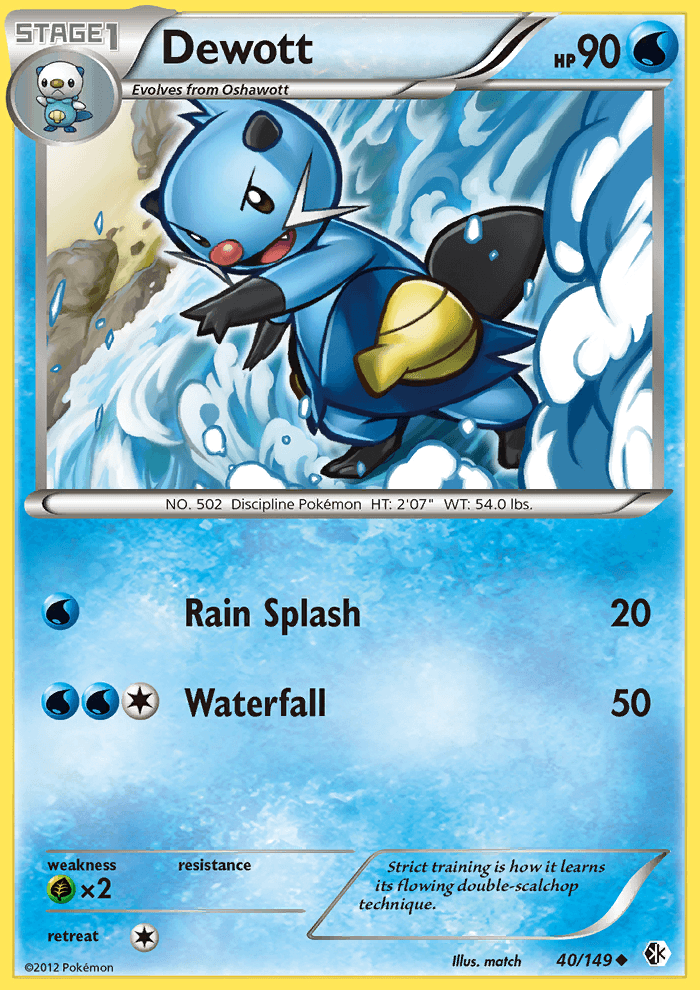 STAGE1
Dewott
HP 90
Evolves from Oshawott
NO. 502 Discipline Pokémon HT: 2'07" WT: 54.0 lbs.
Rain Splash 20
Waterfall 50
weakness resistance
×2
Strict training is how it learns
its flowing double-scalchop
technique.
retreat
©2012 Pokémon
Illus. match 40/149